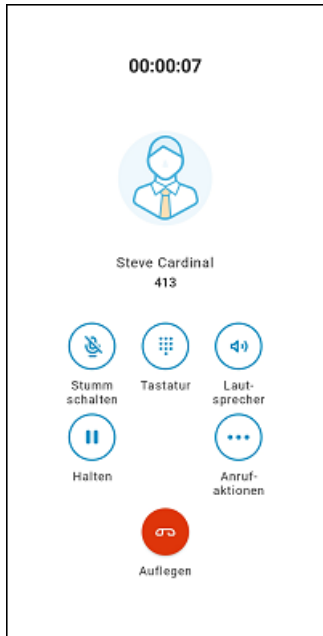 00:00:07
Steve Cardinal
413
Stumm
schalten
Tastatur
Laut-
sprecher
Halten
Anruf-
aktionen
Auflegen